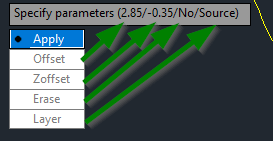 Specify parameters (2.85/-0.35/No/Source)
Apply
Offset
Zoffset
Erase
Layer